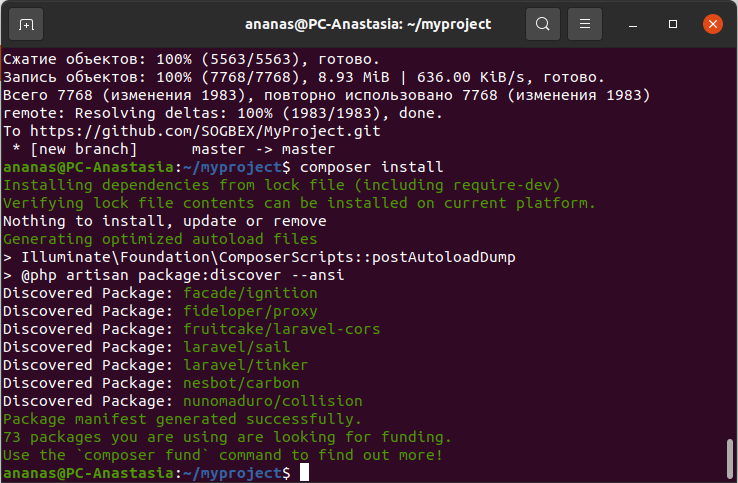 ananas@PC-Anastasia: ~/myproject
Сжатие объектов: 100% (5563/5563), готово.
Запись объектов: 100% (7768/7768), 8.93 MiB | 636.00 KiB/s, готово.
Всего 7768 (изменения 1983), повторно использовано 7768 (изменения 1983)
remote: Resolving deltas: 100% (1983/1983), done.
To https://github.com/SOGBEX/MyProject.git
 * [new branch]      master -> master
ananas@PC-Anastasia:~/myproject$ composer install
Installing dependencies from lock file (including require-dev)
Verifying lock file contents can be installed on current platform.
Nothing to install, update or remove
Generating optimized autoload files
> Illuminate\Foundation\ComposerScripts::postAutoloadDump
> @php artisan package:discover --ansi
Discovered Package: facade/ignition
Discovered Package: fideloper/proxy
Discovered Package: fruitcake/laravel-cors
Discovered Package: laravel/sail
Discovered Package: laravel/tinker
Discovered Package: nesbot/carbon
Discovered Package: nunomaduro/collision
Package manifest generated successfully.
73 packages you are using are looking for funding.
Use the `composer fund` command to find out more!
ananas@PC-Anastasia:~/myproject$